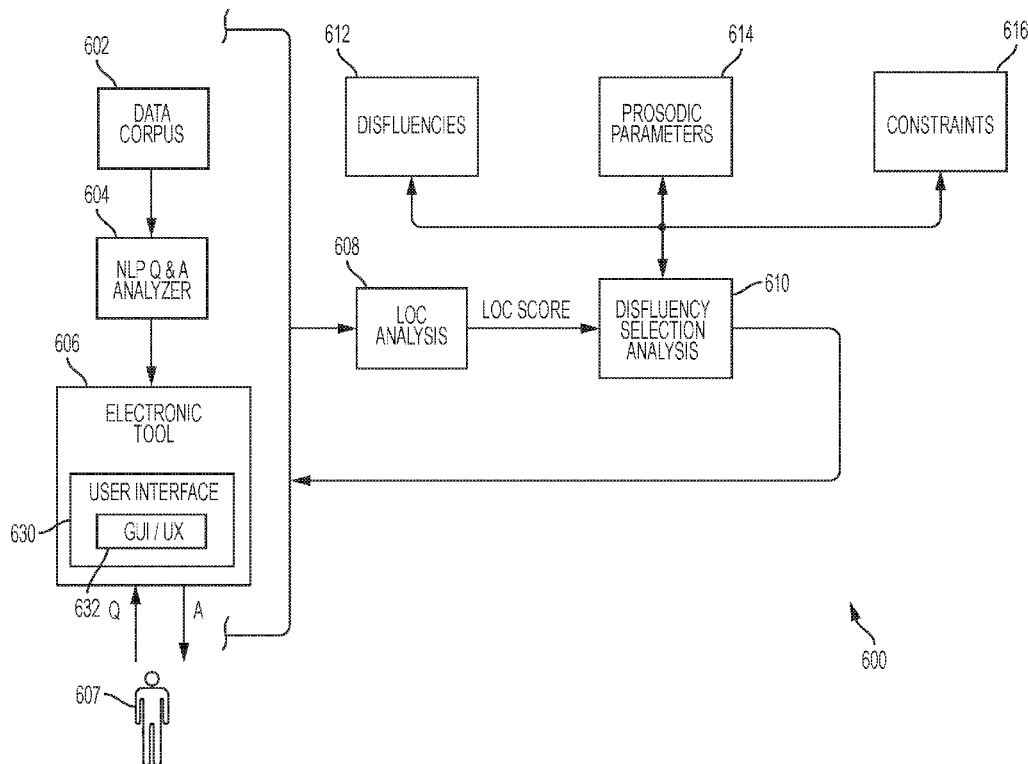 602
DATA
CORPUS
604
NLP Q & A
ANALYZER
606
ELECTRONIC
TOOL
USER INTERFACE
630
GUI / UX
632
Q
A
607
612
DISFLUENCIES
614
PROSODIC
PARAMETERS
616
CONSTRAINTS
608
LOC
ANALYSIS
LOC SCORE
610
DISFLUENCY
SELECTION
ANALYSIS
600